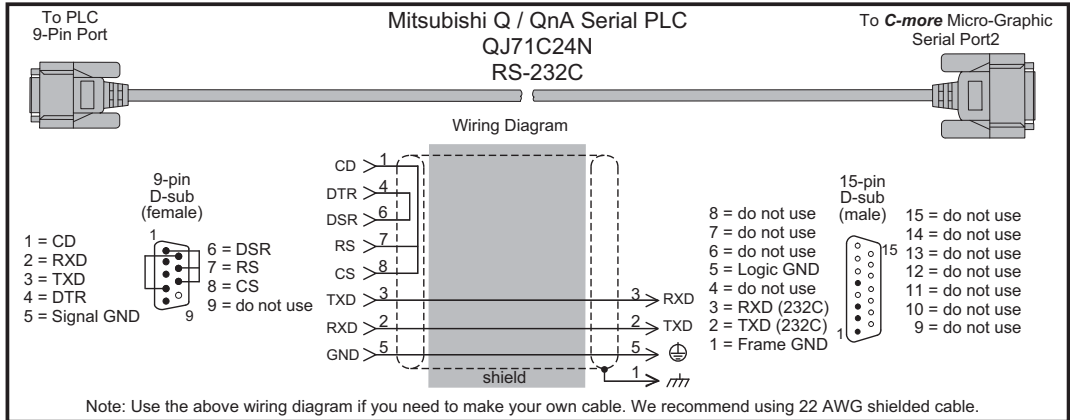 To PLC
9-Pin Port
Mitsubishi Q / QnA Serial PLC
QJ71C24N
RS-232C
To C-more Micro-Graphic
Serial Port2
Wiring Diagram
9-pin
D-sub
(female)
1 = CD
2 = RXD
3 = TXD
4 = DTR
5 = Signal GND
1
9
6 = DSR
7 = RS
8 = CS
9 = do not use
CD 1
DTR 4
DSR 6
RS 7
CS 8
TXD 3
3 RXD
RXD 2
2 TXD
GND 5
5
1
shield
8 = do not use
7 = do not use
6 = do not use
5 = Logic GND
4 = do not use
3 = RXD (232C)
2 = TXD (232C)
1 = Frame GND
15-pin
D-sub
(male)
15
1
15 = do not use
14 = do not use
13 = do not use
12 = do not use
11 = do not use
10 = do not use
9 = do not use
Note: Use the above wiring diagram if you need to make your own cable. We recommend using 22 AWG shielded cable.